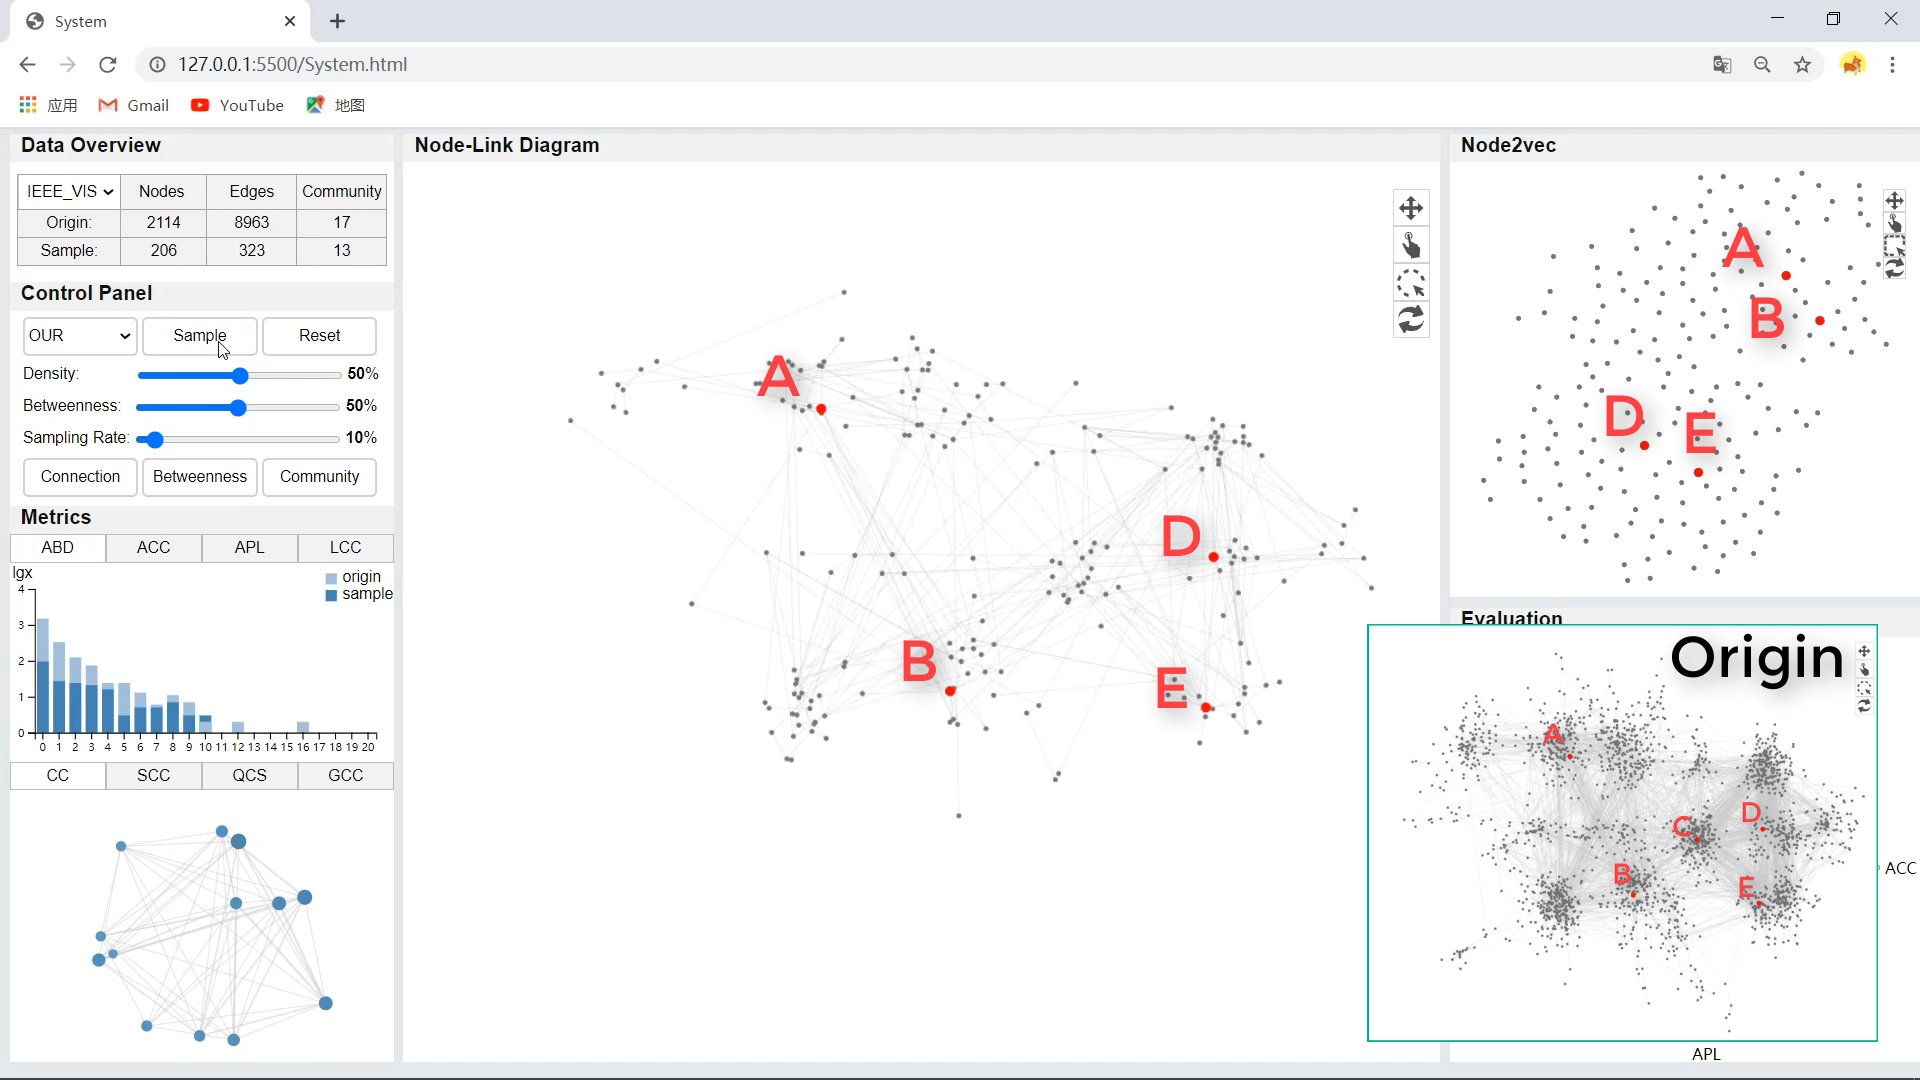 System
127.0.0.1:5500/System.html
应用 Gmail YouTube 地图
Data Overview
IEEE_VIS Nodes Edges Community
Origin: 2114 8963 17
Sample: 206 323 13
Control Panel
OUR Sample Reset
Density: 50%
Betweenness: 50%
Sampling Rate: 10%
Connection Betweenness Community
Metrics
ABD ACC APL LCC
lgx
origin
sample
4
3
2
1
0
0 1 2 3 4 5 6 7 8 9 10 11 12 13 14 15 16 17 18 19 20
CC SCC QCS GCC
Node-Link Diagram
A
D
B
E
Node2vec
A
B
D
E
Evaluation
Origin
A
D
C
B
E
ACC
APL